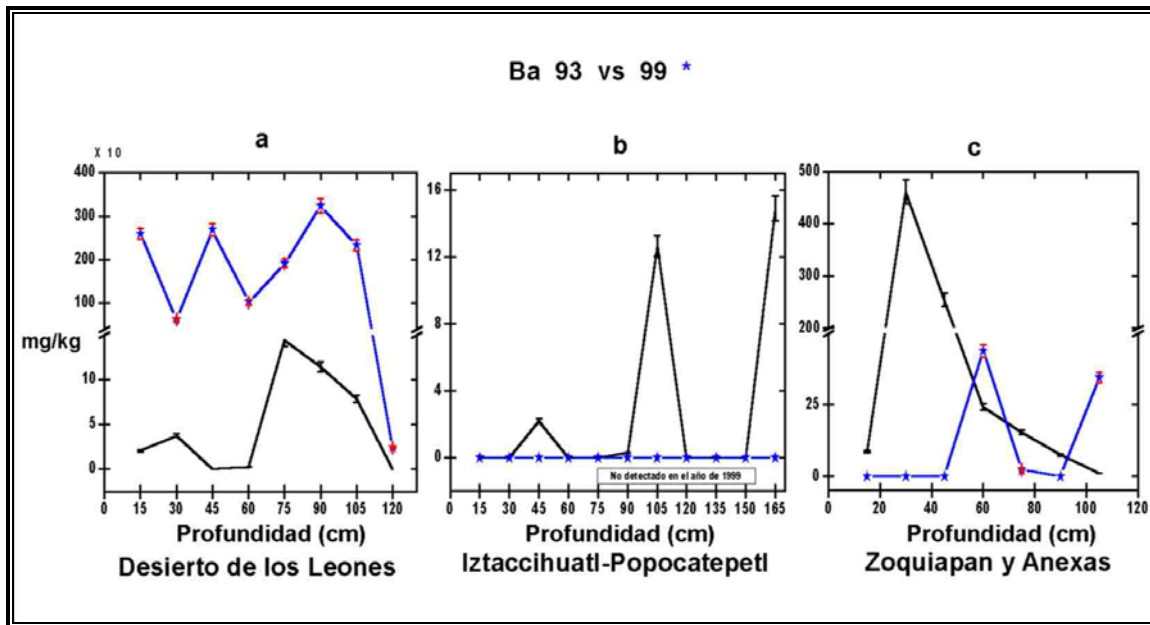 Ba 93 vs 99 *
a
b
c
X 10
400
300
200
100
mg/kg
10
5
0
0 15 30 45 60 75 90 105 120
Profundidad (cm)
Desierto de los Leones
16
12
8
4
0
No detectado en el año de 1999
15 30 45 60 75 90 105 120 135 150 165
Profundidad (cm)
Iztaccihuatl-Popocatepetl
500
400
300
200
25
0
0 20 40 60 80 100 120
Profundidad (cm)
Zoquiapan y Anexas